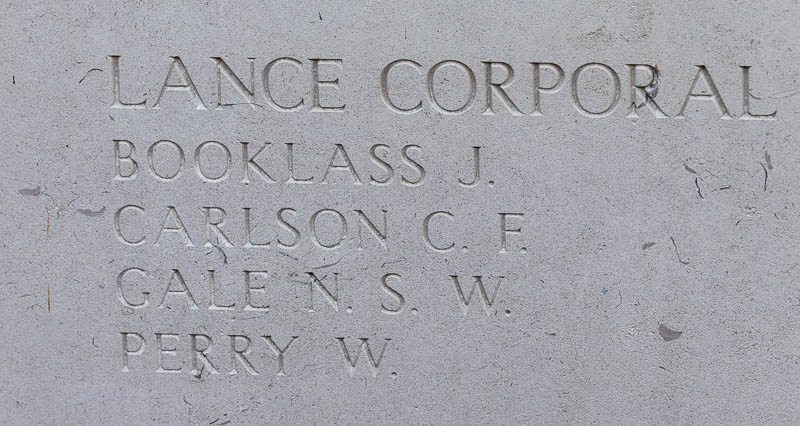 LANCE CORPORAL
BOOKLASS J.
CARLSON C. F.
GALE N. S. W.
PERRY W.